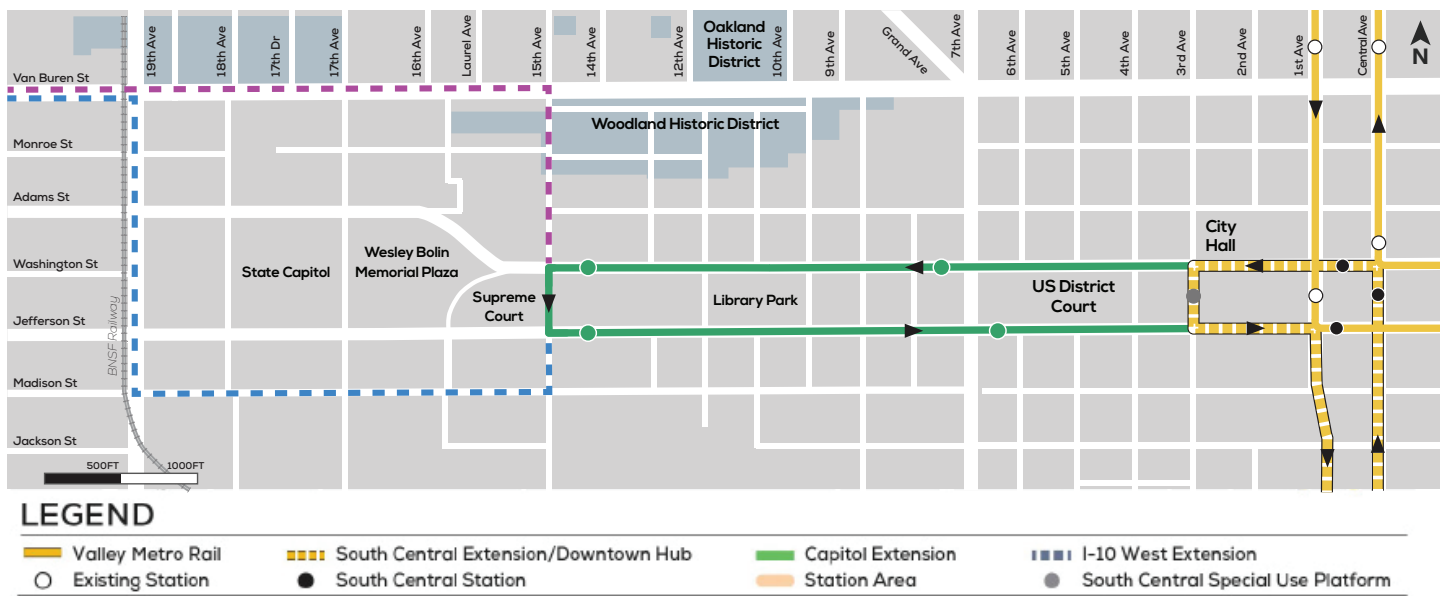 19th Ave
18th Ave
17th Dr
17th Ave
16th Ave
Laurel Ave
15th Ave
14th Ave
12th Ave
Oakland
Historic
District
10th Ave
9th Ave
Grand Ave
7th Ave
6th Ave
5th Ave
4th Ave
3rd Ave
2nd Ave
1st Ave
Central Ave
N
Van Buren St
Woodland Historic District
Monroe St
Adams St
City
Hall
Washington St
State Capitol
Wesley Bolin
Memorial Plaza
Supreme
Court
Library Park
US District
Court
Jefferson St
BNSF Railway
Madison St
Jackson St
500FT
1000FT
LEGEND
Valley Metro Rail
South Central Extension/Downtown Hub
Capitol Extension
I-10 West Extension
Existing Station
South Central Station
Station Area
South Central Special Use Platform